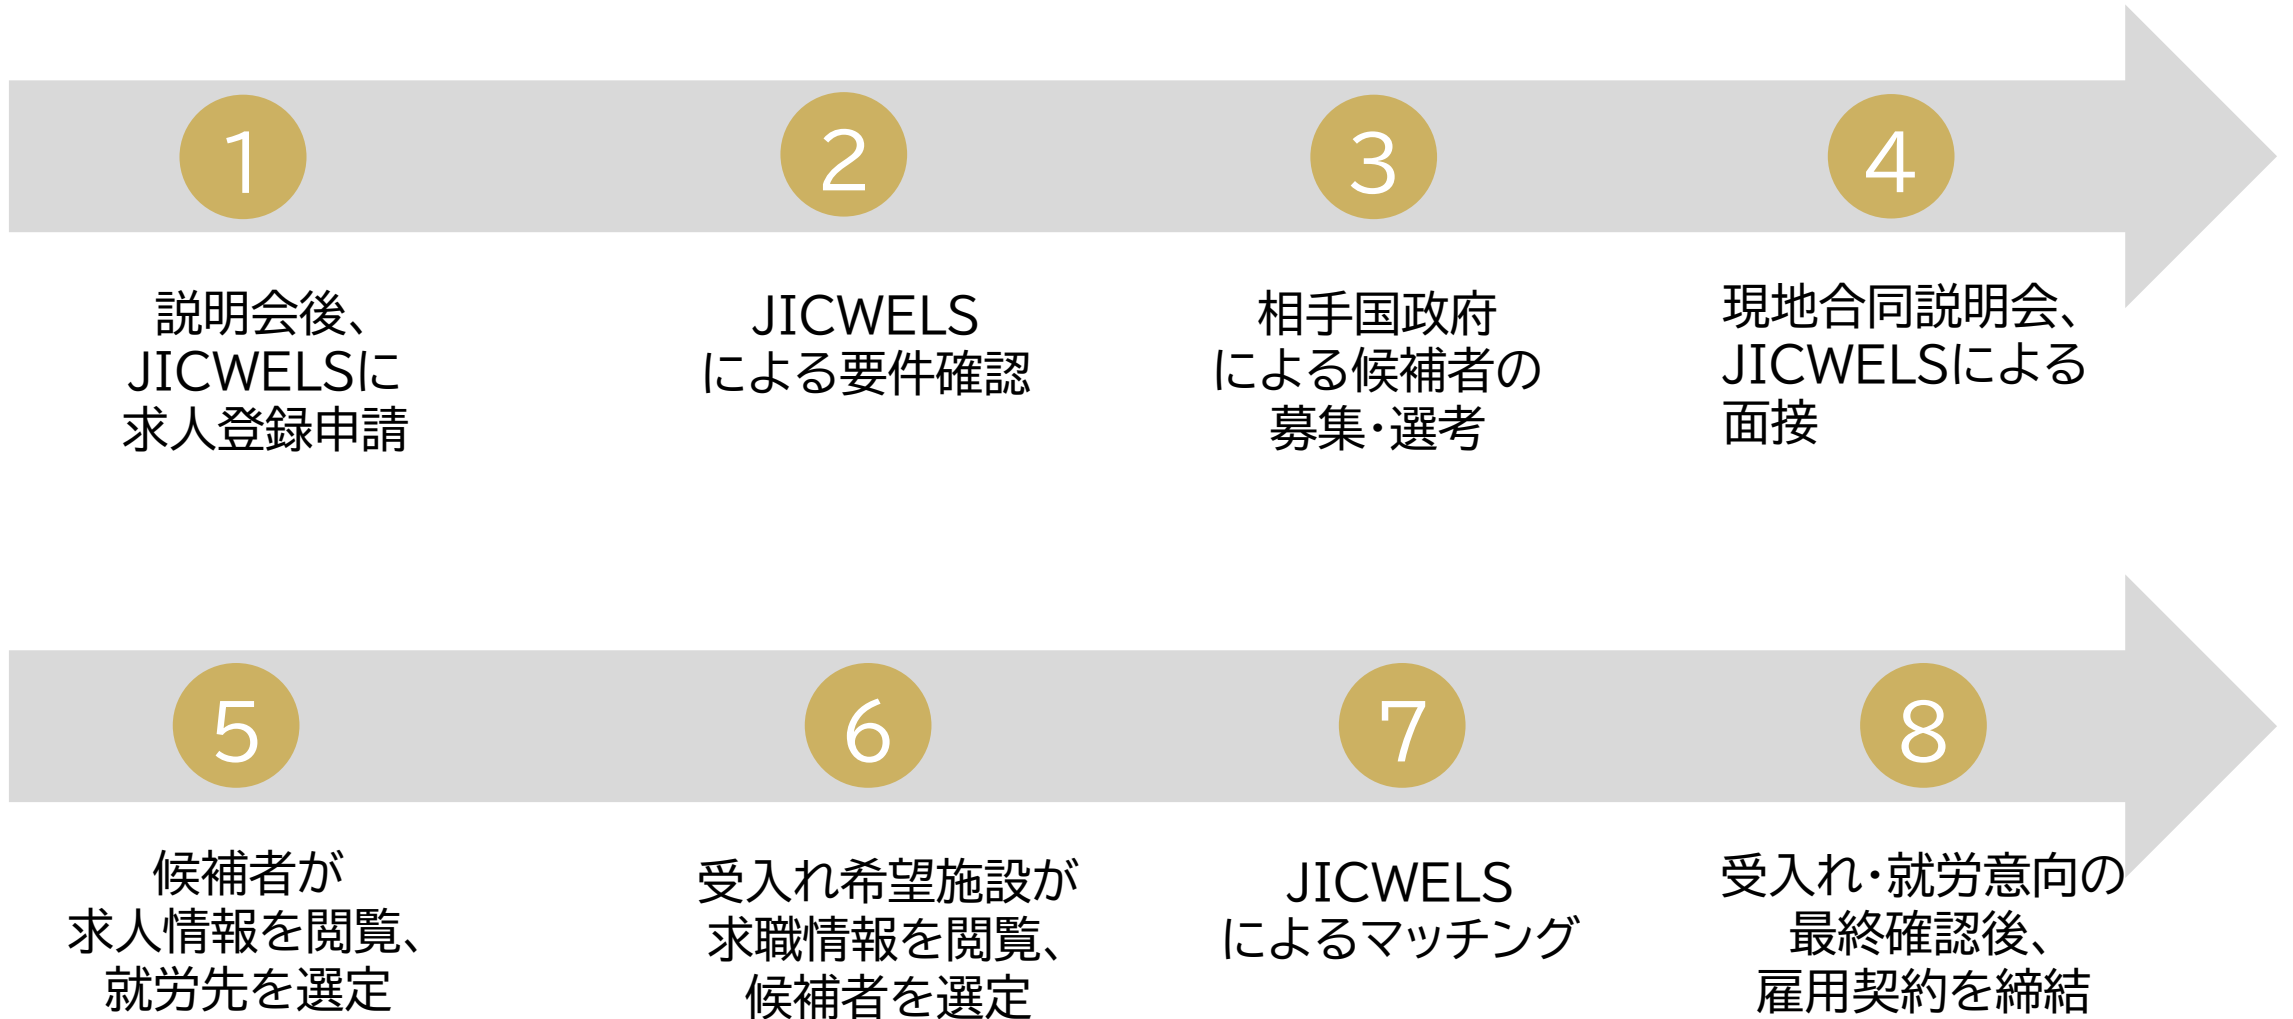 1
説明会後、
JICWELSに
求人登録申請
2
JICWELS
による要件確認
3
相手国政府
による候補者の
募集・選考
4
現地合同説明会、
JICWELSによる
面接
5
候補者が
求人情報を閲覧、
就労先を選定
6
受入れ希望施設が
求職情報を閲覧、
候補者を選定
7
JICWELS
によるマッチング
8
受入れ・就労意向の
最終確認後、
雇用契約を締結